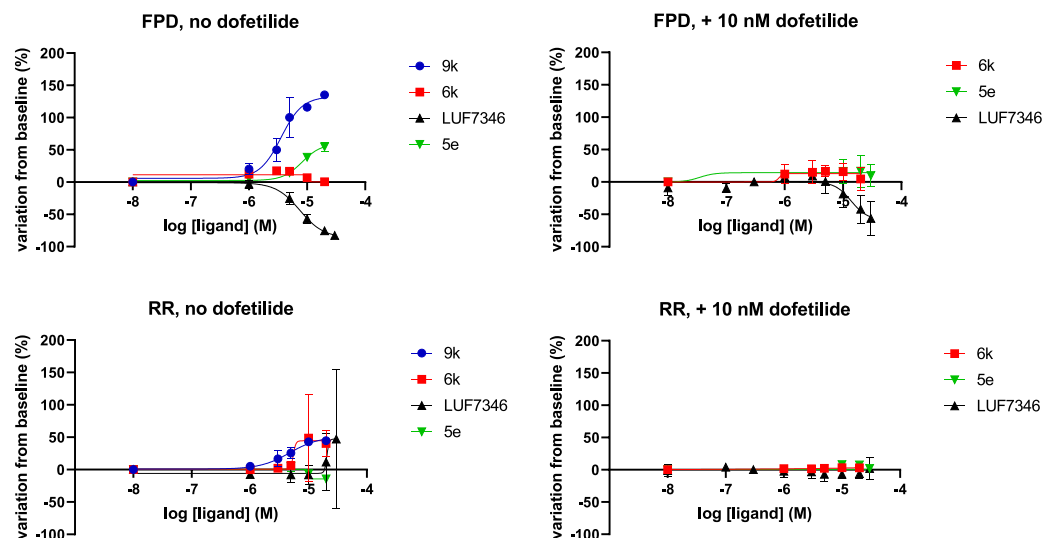 FPD, no dofetilide
variation from baseline (%)
200
150
100
50
0
-50
-100
-8
-7
-6
-5
-4
log [ligand] (M)
9k
6k
LUF7346
5e
FPD, + 10 nM dofetilide
variation from baseline (%)
200
150
100
50
0
-50
-100
-8
-7
-6
-5
-4
log [ligand] (M)
6k
5e
LUF7346
RR, no dofetilide
variation from baseline (%)
200
150
100
50
0
-50
-100
-8
-7
-6
-5
-4
log [ligand] (M)
9k
6k
LUF7346
5e
RR, + 10 nM dofetilide
variation from baseline (%)
200
150
100
50
0
-50
-100
-8
-7
-6
-5
-4
log [ligand] (M)
6k
5e
LUF7346